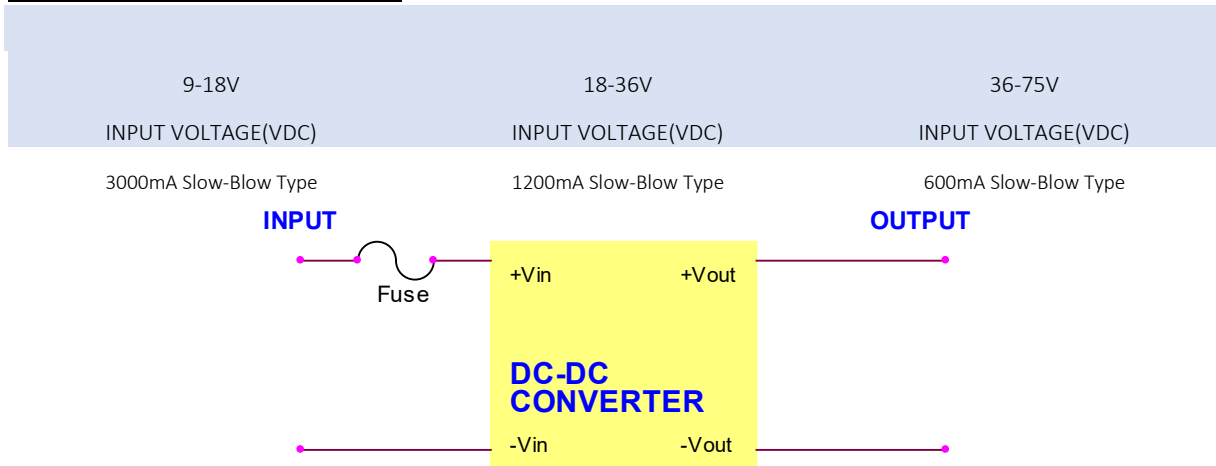 9-18V 18-36V 36-75V
INPUT VOLTAGE(VDC) INPUT VOLTAGE(VDC) INPUT VOLTAGE(VDC)
3000mA Slow-Blow Type 1200mA Slow-Blow Type 600mA Slow-Blow Type
INPUT OUTPUT
+Vin +Vout
Fuse
DC-DC
CONVERTER
-Vin -Vout